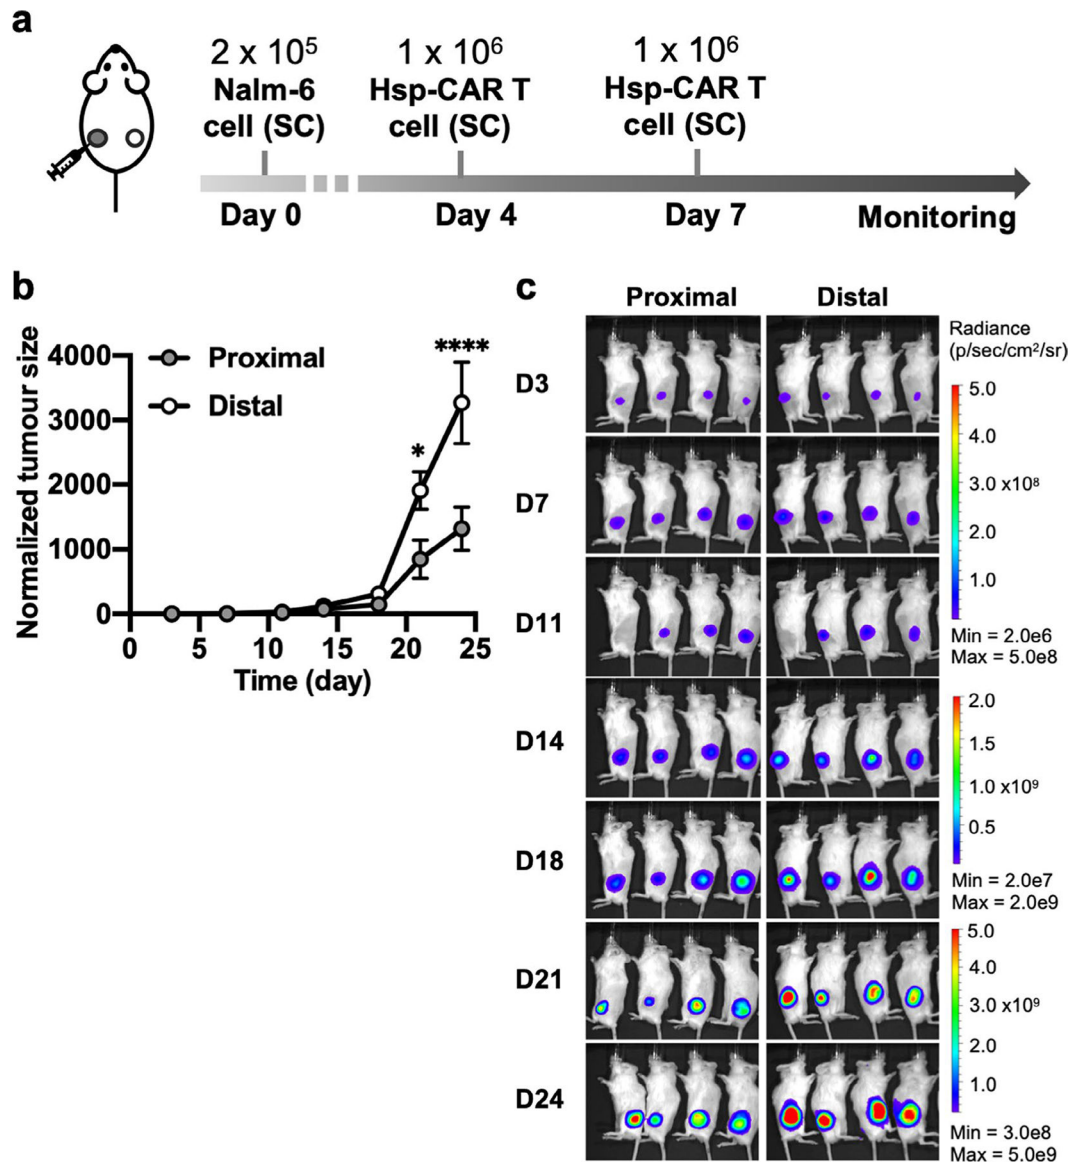 a
2 x 10⁵
Nalm-6
cell (SC)
1 x 10⁶
Hsp-CAR T
cell (SC)
1 x 10⁶
Hsp-CAR T
cell (SC)
Day 0
Day 4
Day 7
Monitoring
b
Normalized tumour size
4000
3000
2000
1000
0
Proximal
Distal
*
****
0 5 10 15 20 25
Time (day)
c
Proximal Distal
D3
D7
D11
D14
D18
D21
D24
Radiance
(p/sec/cm²/sr)
5.0
4.0
3.0 x10⁸
2.0
1.0
Min = 2.0e6
Max = 5.0e8
2.0
1.5
1.0 x10⁹
0.5
Min = 2.0e7
Max = 2.0e9
5.0
4.0
3.0 x10⁹
2.0
1.0
Min = 3.0e8
Max = 5.0e9